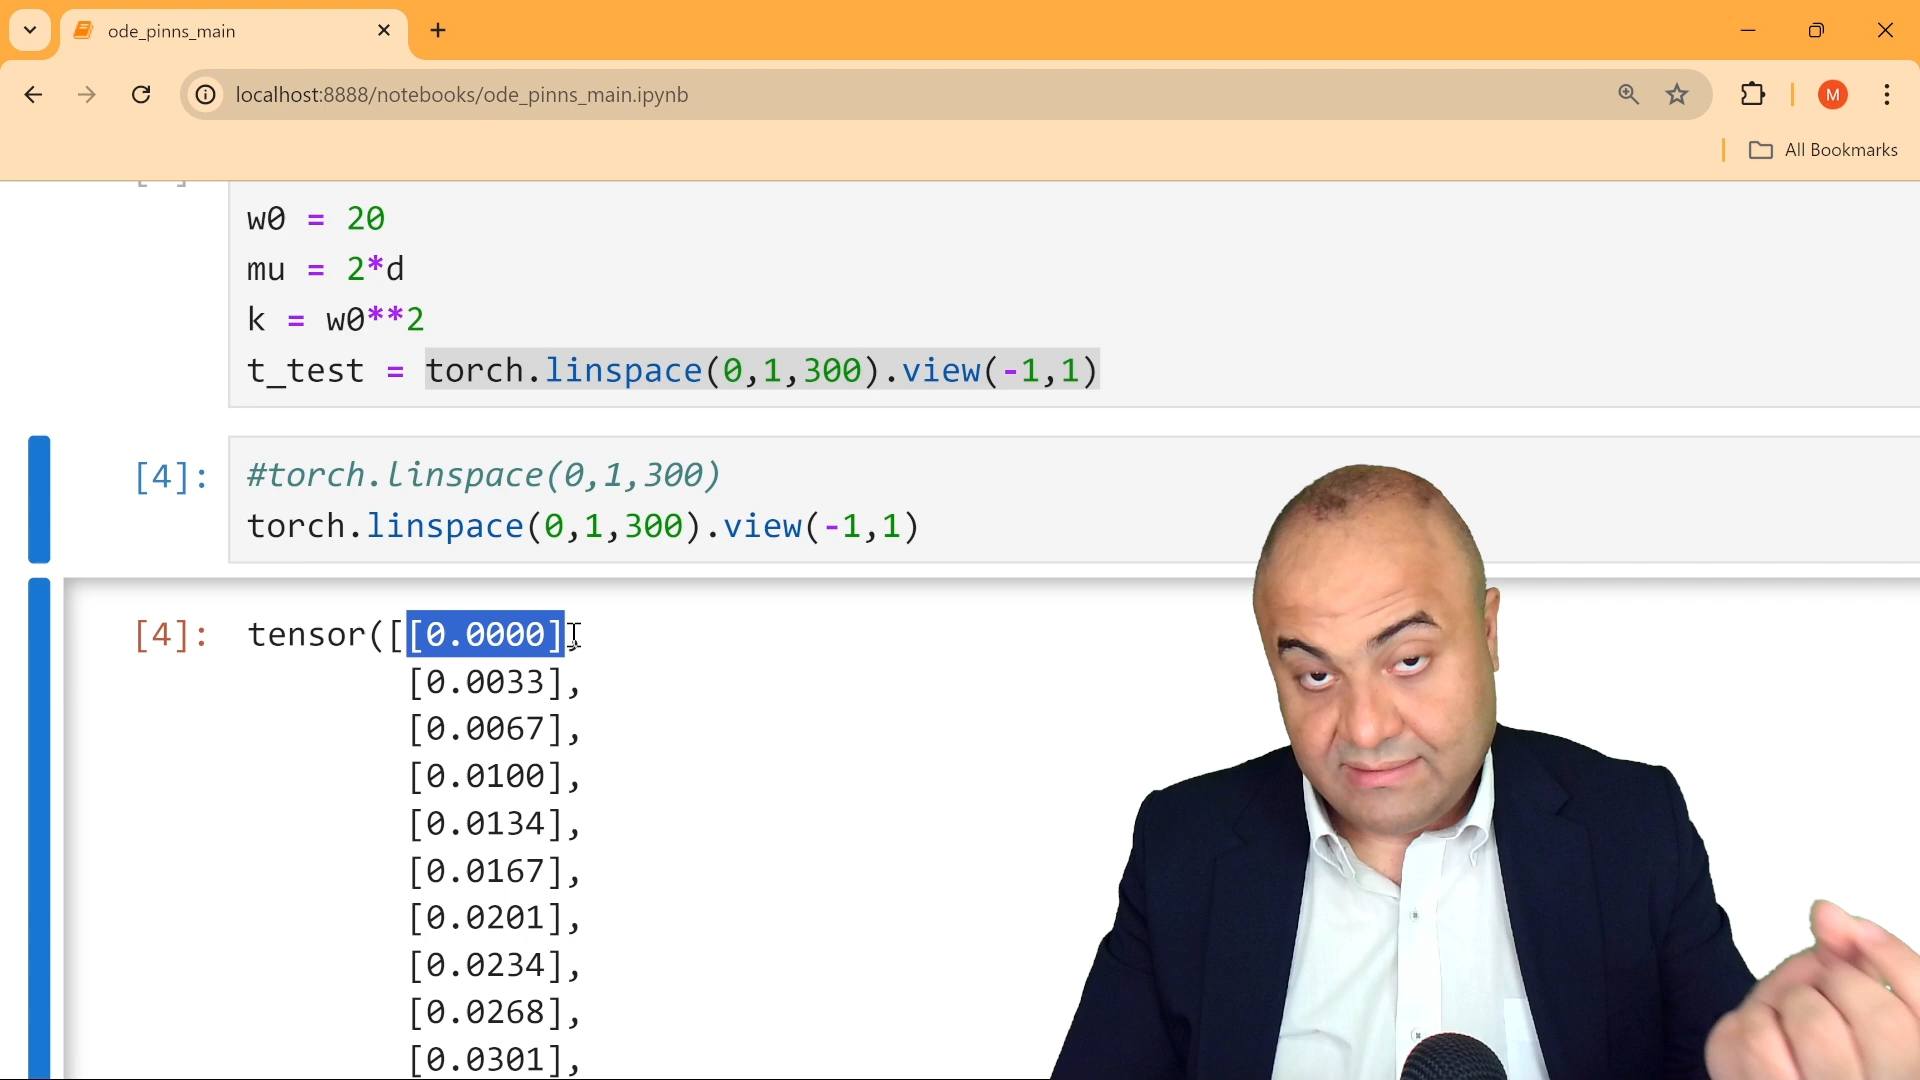 ode_pinns_main
localhost:8888/notebooks/ode_pinns_main.ipynb
M
All Bookmarks
w0 = 20
mu = 2*d
k = w0**2
t_test = torch.linspace(0,1,300).view(-1,1)
[4]: #torch.linspace(0,1,300)
torch.linspace(0,1,300).view(-1,1)
[4]: tensor([[0.0000],
[0.0033],
[0.0067],
[0.0100],
[0.0134],
[0.0167],
[0.0201],
[0.0234],
[0.0268],
[0.0301],